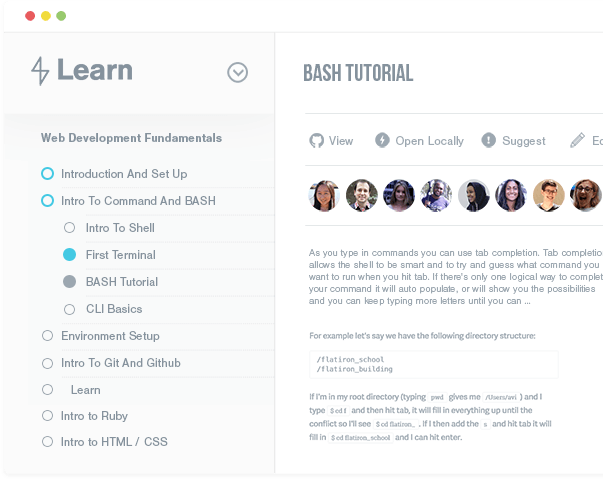 Learn
Web Development Fundamentals
Introduction And Set Up
Intro To Command And BASH
Intro To Shell
First Terminal
BASH Tutorial
CLI Basics
Environment Setup
Intro To Git And Github
Learn
Intro to Ruby
Intro to HTML / CSS
BASH TUTORIAL
View Open Locally Suggest Ec
As you type in commands you can use tab completion. Tab completio
allows the shell to be smart and to try and guess what command you
want to run when you hit tab. If there's only one logical way to complet
your command it will auto populate, or will show you the possibilities
and you can keep typing more letters until you can ...
For example let's say we have the following directory structure:
/flatiron_school
/flatiron_building
If I'm in my root directory (typing pwd gives me /Users/avi ) and I
type $ cd f and then hit tab, it will fill in everything up until the
conflict so I'll see $ cd flatiron_ . If I then add the s and hit tab it will
fill in $ cd flatiron_school and I can hit enter.